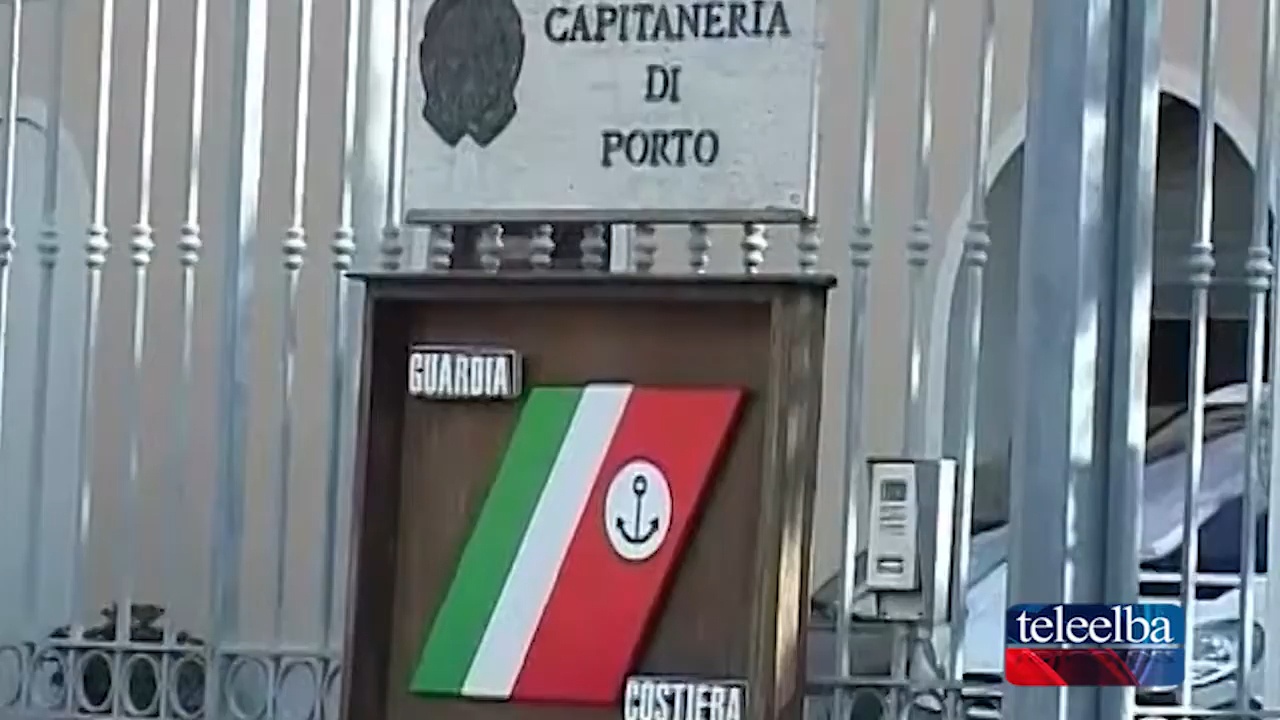 CAPITANERIA
DI
PORTO
GUARDIA
COSTIERA
teleelba